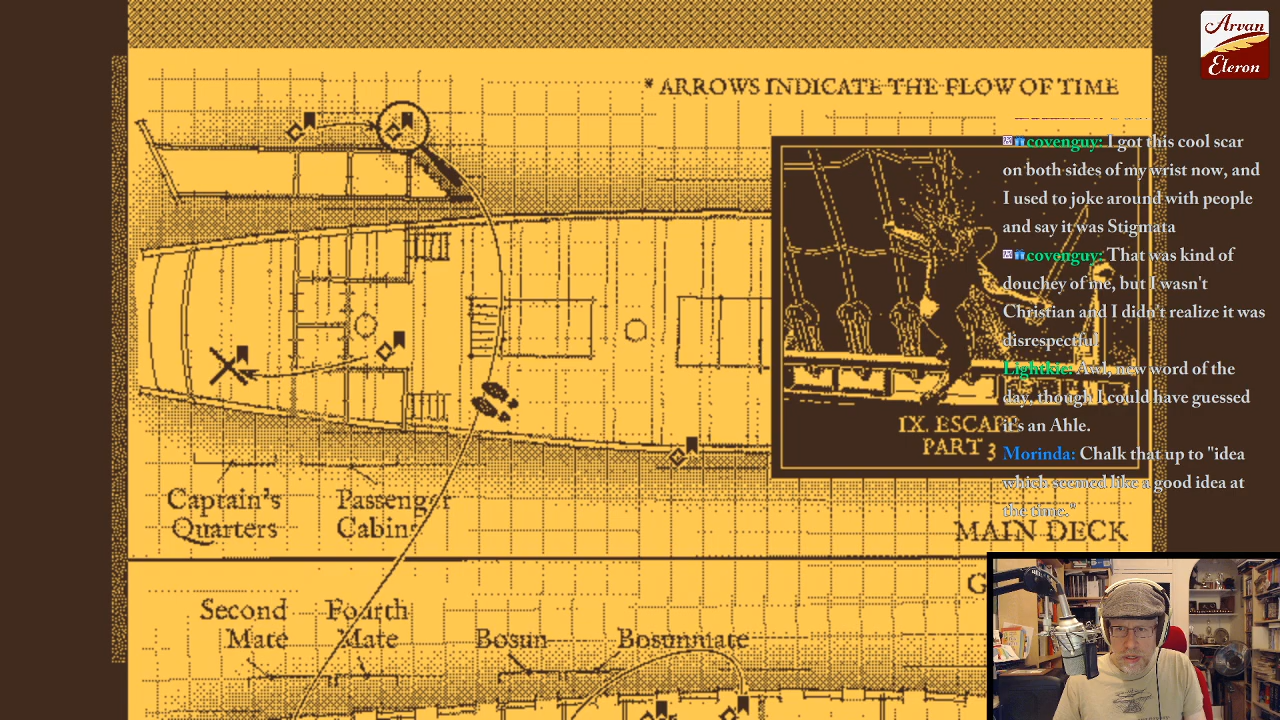 Arvan
Eleron
* ARROWS INDICATE THE FLOW OF TIME
covenguy: I got this cool scar
on both sides of my wrist now, and
I used to joke around with people
and say it was Stigmata
covenguy: That was kind of
douchey of me, but I wasn't
Christian and I didn't realize it was
disrespectful
Lightkie: Awl, new word of the
day, though I could have guessed
it's an Ahle.
Morinda: Chalk that up to "idea
which seemed like a good idea at
the time."
IX. ESCAPE
PART 3
Captain's
Quarters
Passenger
Cabins
MAIN DECK
Second
Mate
Fourth
Mate
Bosun
Bosunmate
G